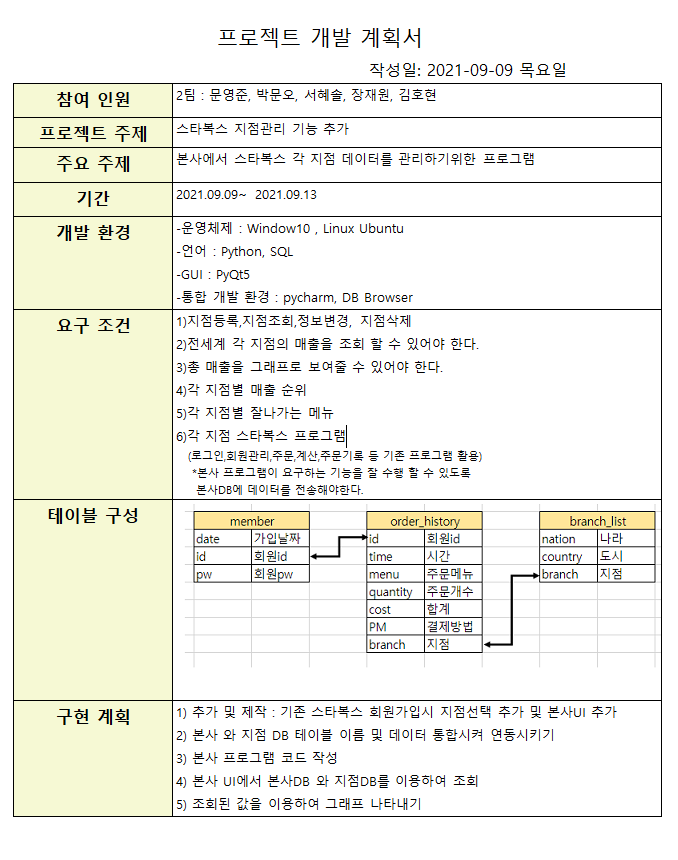 프로젝트 개발 계획서
작성일: 2021-09-09 목요일
참여 인원
2팀 : 문영준, 박문오, 서혜솔, 장재원, 김호현
프로젝트 주제
스타복스 지점관리 기능 추가
주요 주제
본사에서 스타복스 각 지점 데이터를 관리하기위한 프로그램
기간
2021.09.09~ 2021.09.13
개발 환경
-운영체제 : Window10 , Linux Ubuntu
-언어 : Python, SQL
-GUI : PyQt5
-통합 개발 환경 : pycharm, DB Browser
요구 조건
1)지점등록,지점조회,정보변경, 지점삭제
2)전세계 각 지점의 매출을 조회 할 수 있어야 한다.
3)총 매출을 그래프로 보여줄 수 있어야 한다.
4)각 지점별 매출 순위
5)각 지점별 잘나가는 메뉴
6)각 지점 스타복스 프로그램
(로그인,회원관리,주문,계산,주문기록 등 기존 프로그램 활용)
*본사 프로그램이 요구하는 기능을 잘 수행 할 수 있도록
본사DB에 데이터를 전송해야한다.
테이블 구성
member
date 가입날짜
id 회원id
pw 회원pw
order_history
id 회원id
time 시간
menu 주문메뉴
quantity 주문개수
cost 합계
PM 결제방법
branch 지점
branch_list
nation 나라
country 도시
branch 지점
구현 계획
1) 추가 및 제작 : 기존 스타복스 회원가입시 지점선택 추가 및 본사UI 추가
2) 본사 와 지점 DB 테이블 이름 및 데이터 통합시켜 연동시키기
3) 본사 프로그램 코드 작성
4) 본사 UI에서 본사DB 와 지점DB를 이용하여 조회
5) 조회된 값을 이용하여 그래프 나타내기